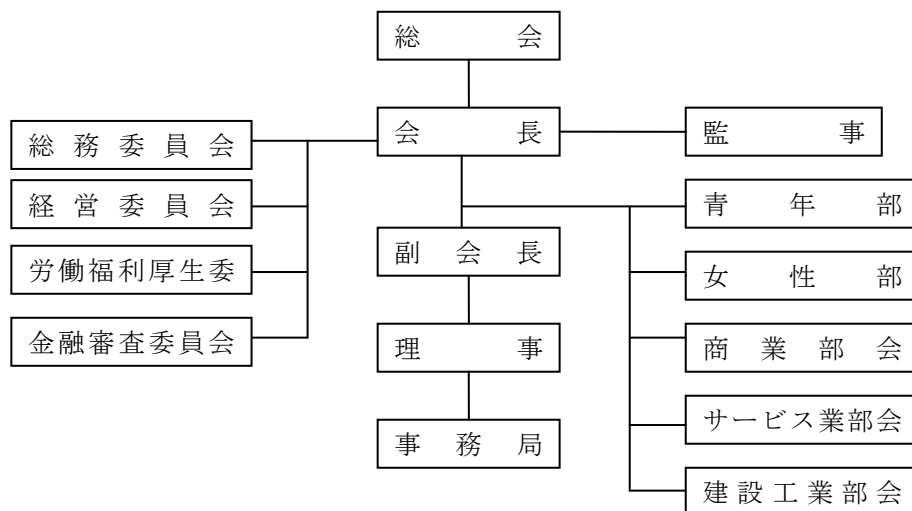 総会
会長
監事
総務委員会
経営委員会
労働福利厚生委
金融審査委員会
副会長
理事
事務局
青年部
女性部
商業部会
サービス業部会
建設工業部会